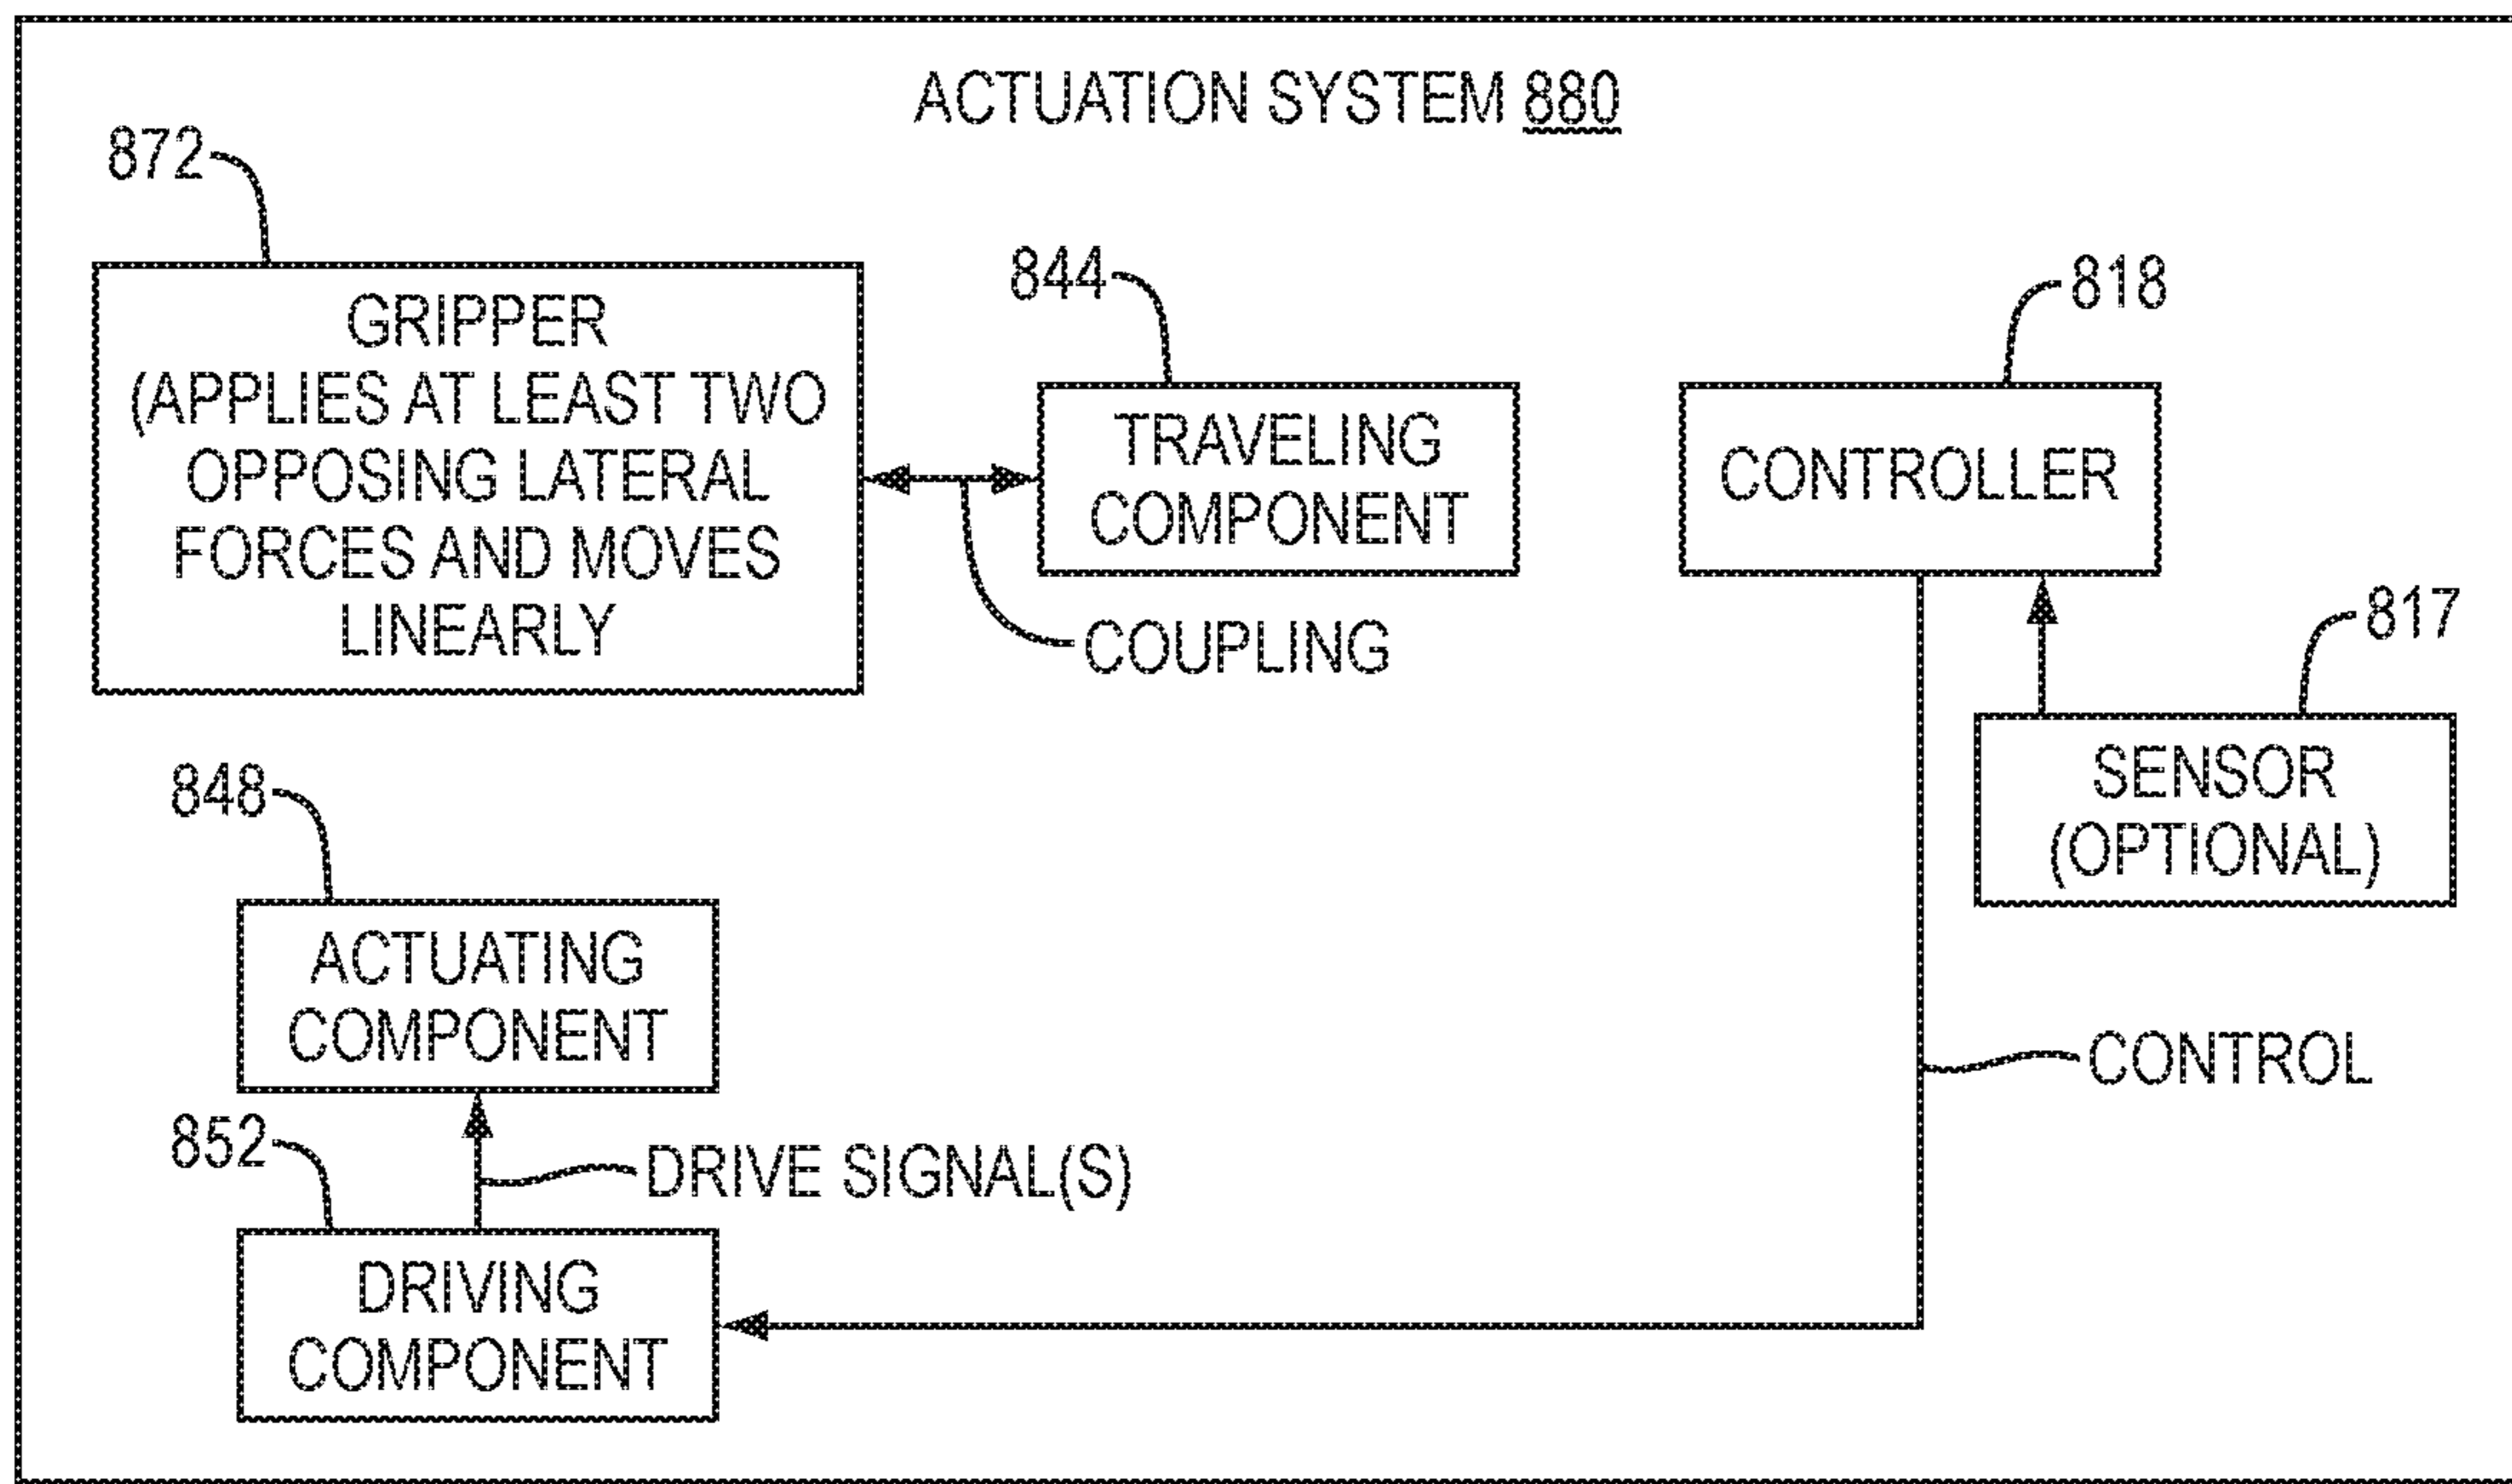 ACTUATION SYSTEM 880
872
GRIPPER
(APPLIES AT LEAST TWO
OPPOSING LATERAL
FORCES AND MOVES
LINEARLY
844
TRAVELING
COMPONENT
COUPLING
818
CONTROLLER
817
SENSOR
(OPTIONAL)
848
ACTUATING
COMPONENT
CONTROL
852
DRIVE SIGNAL(S)
DRIVING
COMPONENT